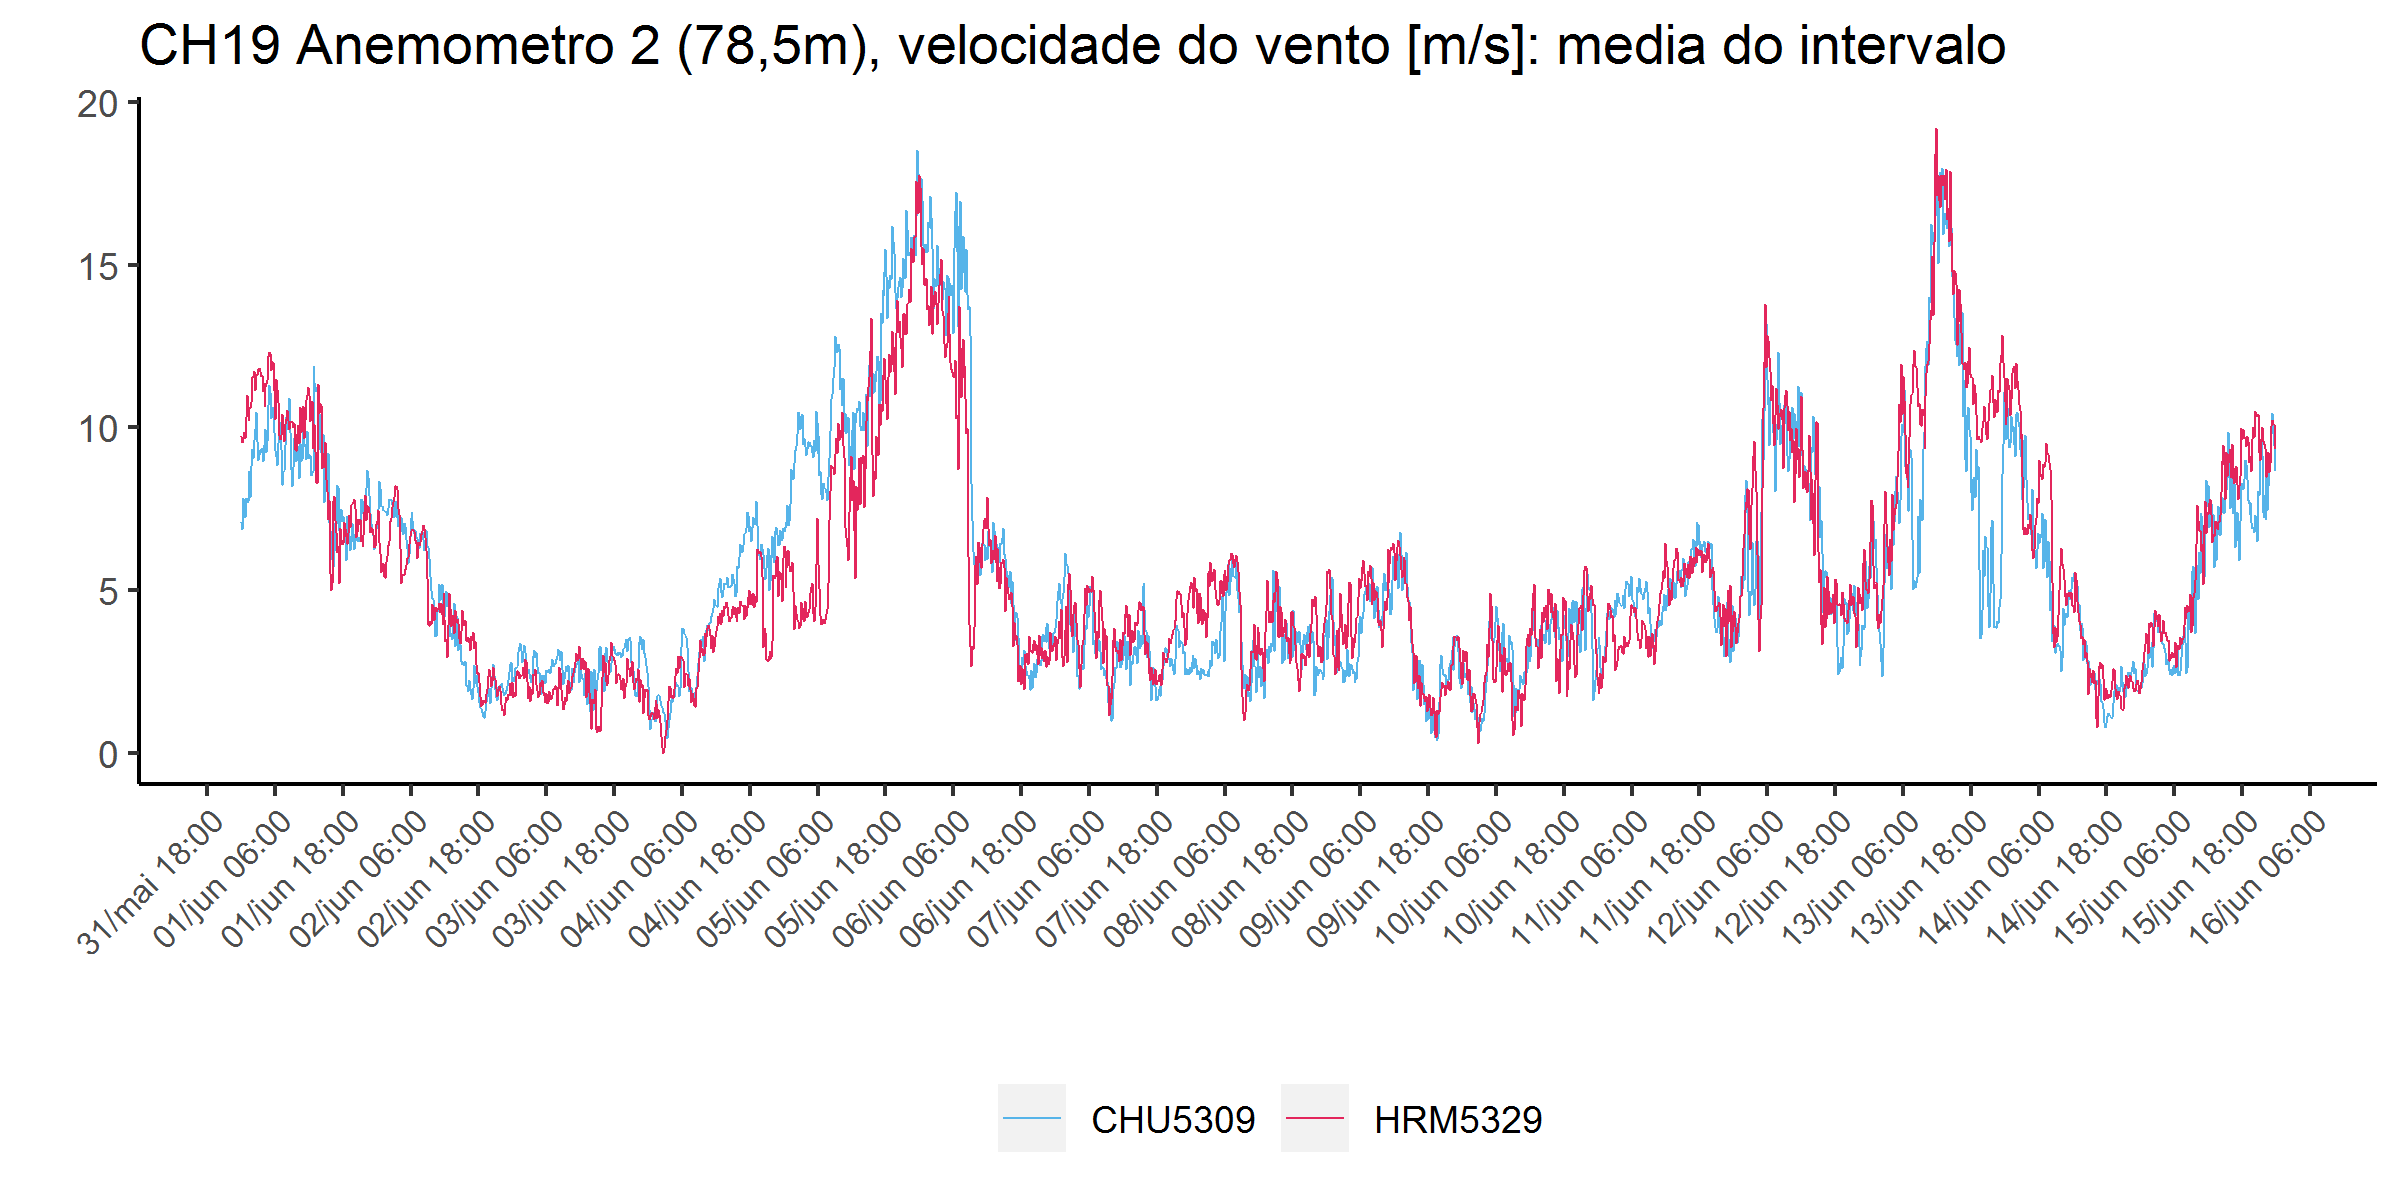 CH19 Anemometro 2 (78,5m), velocidade do vento [m/s]: media do intervalo
20
15
10
5
0
31/mai 18:00
01/jun 06:00
01/jun 18:00
02/jun 06:00
02/jun 18:00
03/jun 06:00
03/jun 18:00
04/jun 06:00
04/jun 18:00
05/jun 06:00
05/jun 18:00
06/jun 06:00
06/jun 18:00
07/jun 06:00
07/jun 18:00
08/jun 06:00
08/jun 18:00
09/jun 06:00
09/jun 18:00
10/jun 06:00
10/jun 18:00
11/jun 06:00
11/jun 18:00
12/jun 06:00
12/jun 18:00
13/jun 06:00
13/jun 18:00
14/jun 06:00
14/jun 18:00
15/jun 06:00
15/jun 18:00
16/jun 06:00
CHU5309 HRM5329